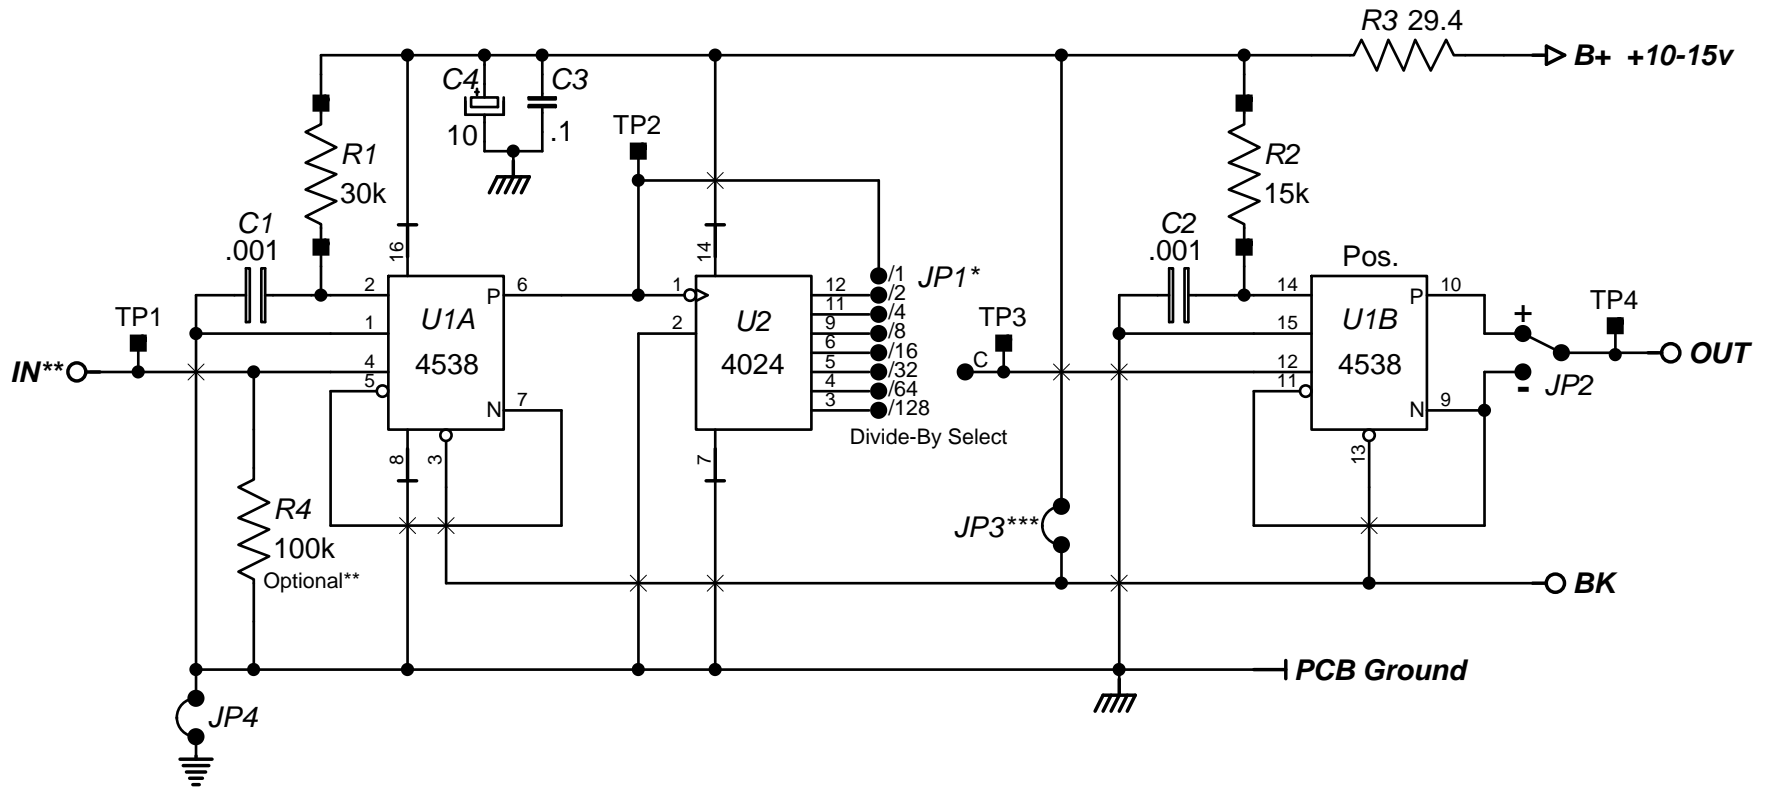 R3 29.4
B+ +10-15v
C4
+
10
C3
.1
TP2
R1
30k
R2
15k
C1
.001
C2
.001
Pos.
16
14
2
1
4
5
U1A
4538
P
N
6
7
8
3
1
2
U2
4024
12
11
9
6
5
4
3
7
/1
/2
/4
/8
/16
/32
/64
/128
JP1*
Divide-By Select
TP1
IN**
TP3
C
14
15
12
11
U1B
4538
P
N
10
9
13
+
-
JP2
TP4
OUT
R4
100k
Optional**
JP3***
BK
PCB Ground
JP4